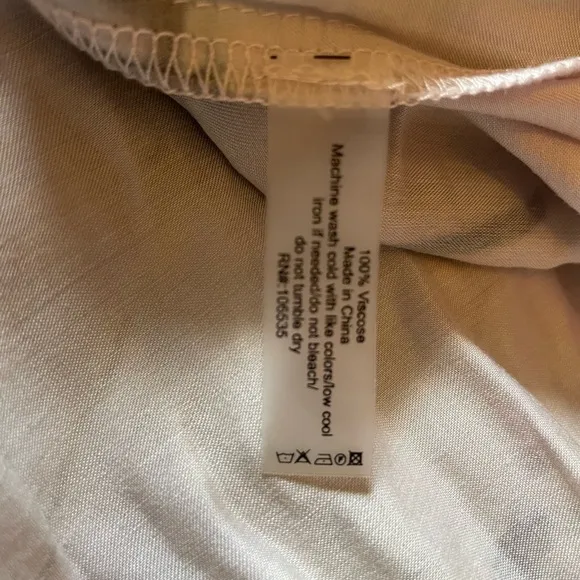 100% Viscose
Made in China
Machine wash cold with like colors/low cool
iron if needed/do not bleach/
do not tumble dry
RN#:106535